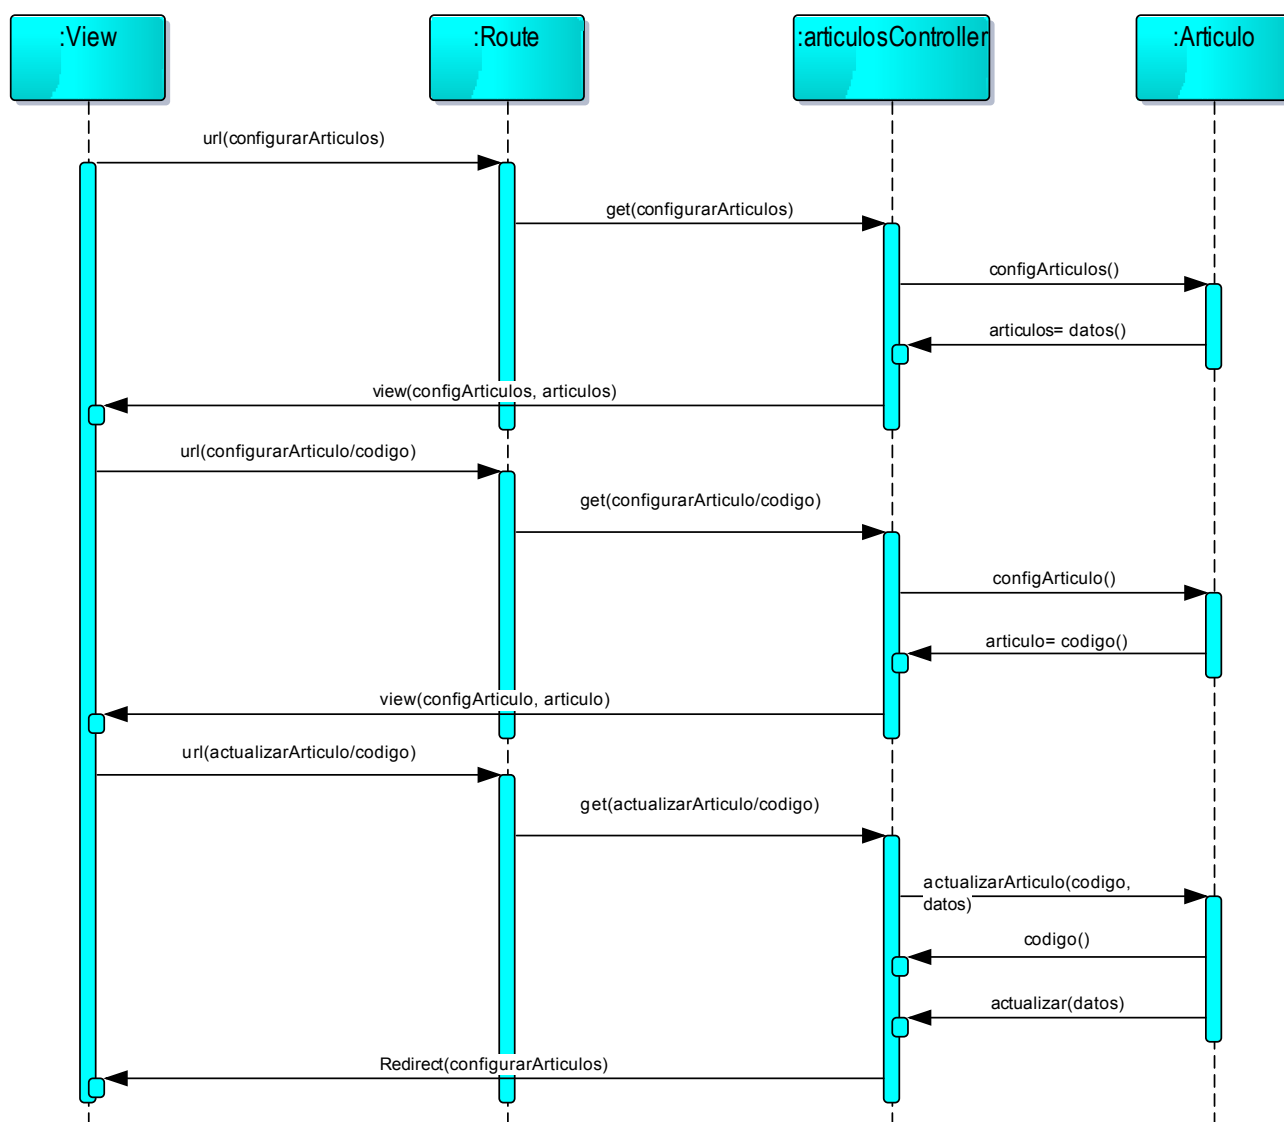 :View
:Route
:articulosController
:Articulo
url(configurarArticulos)
get(configurarArticulos)
configArticulos()
articulos= datos()
view(configArticulos, articulos)
url(configurarArticulo/codigo)
get(configurarArticulo/codigo)
configArticulo()
articulo= codigo()
view(configArticulo, articulo)
url(actualizarArticulo/codigo)
get(actualizarArticulo/codigo)
actualizarArticulo(codigo,
datos)
codigo()
actualizar(datos)
Redirect(configurarArticulos)